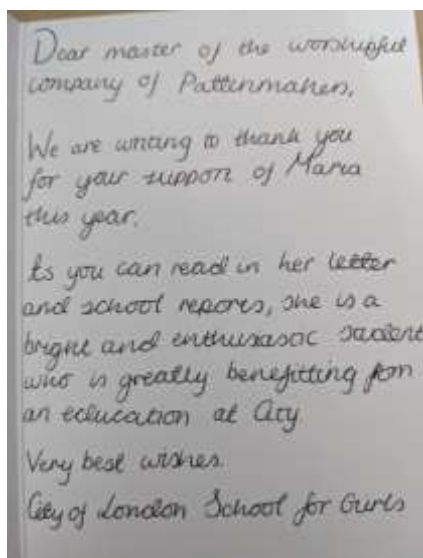 Dear master of the worshipful
company of Pattenmakers,
We are writing to thank you
for your support of Maria
this year.
As you can read in her letter
and school reports, she is a
bright and enthusiastic student
who is greatly benefitting from
an education at City
Very best wishes.
City of London School for Girls